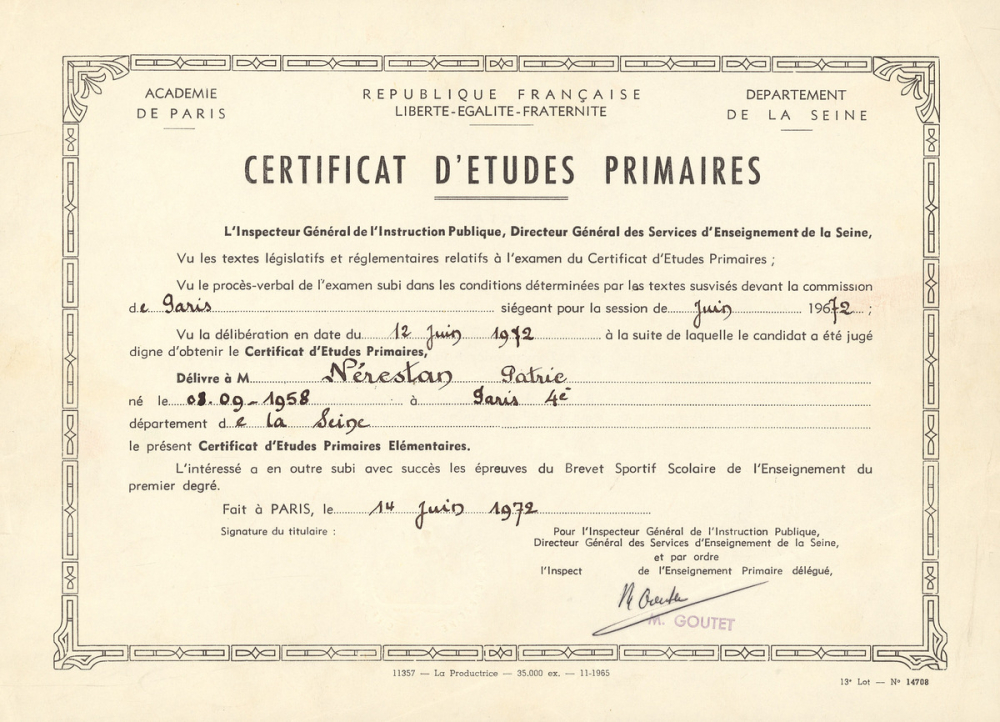 ACADEMIE
DE PARIS
REPUBLIQUE FRANÇAISE
LIBERTE-EGALITE-FRATERNITE
DEPARTEMENT
DE LA SEINE
CERTIFICAT D'ETUDES PRIMAIRES
L'Inspecteur Général de l'Instruction Publique, Directeur Général des Services d'Enseignement de la Seine,
Vu les textes législatifs et réglementaires relatifs à l'examen du Certificat d'Etudes Primaires ;
Vu le procès-verbal de l'examen subi dans les conditions déterminées par les textes susvisés devant la commission
de Paris siégeant pour la session de Juin 19672 ;
Vu la délibération en date du 12 Juin 1972 à la suite de laquelle le candidat a été jugé
digne d'obtenir le Certificat d'Etudes Primaires,
Délivre à M. Nérestan Patric
né le 08.09-1958 à Paris 4è
département de la Seine
le présent Certificat d'Etudes Primaires Elémentaires.
L'intéressé a en outre subi avec succès les épreuves du Brevet Sportif Scolaire de l'Enseignement du
premier degré.
Fait à PARIS, le 14 Juin 1972
Signature du titulaire :
Pour l'Inspecteur Général de l'Instruction Publique,
Directeur Général des Services d'Enseignement de la Seine,
et par ordre
l'Inspect de l'Enseignement Primaire délégué,
M. GOUTET
11357 — La Productrice — 35.000 ex. — 11-1965
13e Lot — No 14708